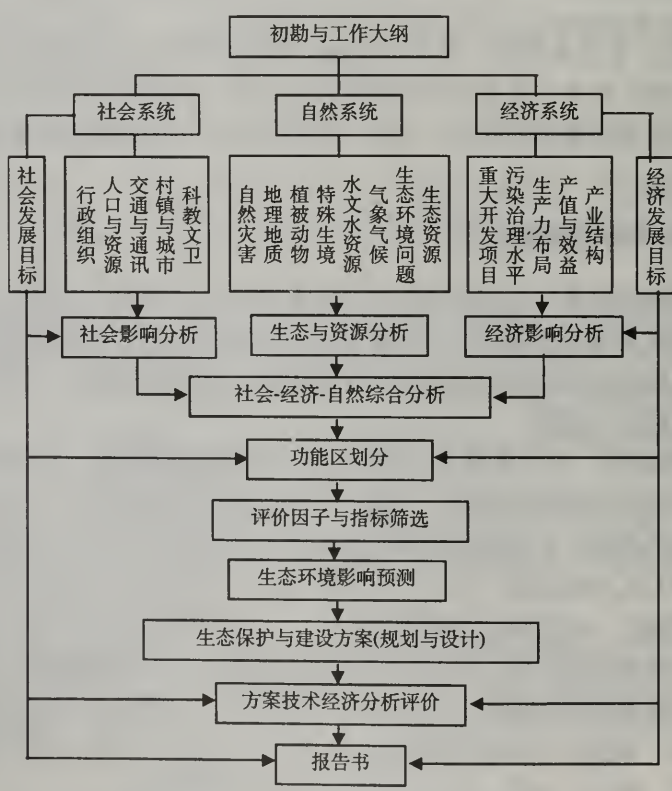 初勘与工作大纲
社会系统
自然系统
经济系统
社会发展目标
行政组织
人口与资源
交通与通讯
村镇与城市
科教文卫
自然灾害
地理地质
植被动物
特殊生境
水文水资源
气象气候
生态环境问题
生态资源
重大开发项目
污染治理水平
生产力布局
产值与效益
产业结构
经济发展目标
社会影响分析
生态与资源分析
经济影响分析
社会-经济-自然综合分析
功能区划分
评价因子与指标筛选
生态环境影响预测
生态保护与建设方案(规划与设计)
方案技术经济分析评价
报告书